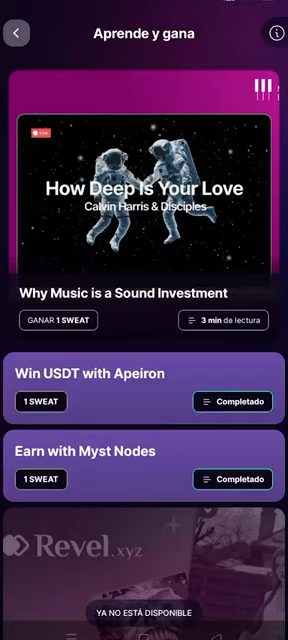 Aprende y gana
Live
How Deep Is Your Love
Calvin Harris & Disciples
Why Music is a Sound Investment
GANAR 1 SWEAT
3 min de lectura
Win USDT with Apeiron
1 SWEAT
Completado
Earn with Myst Nodes
1 SWEAT
Completado
Revel.xyz
YA NO ESTÁ DISPONIBLE